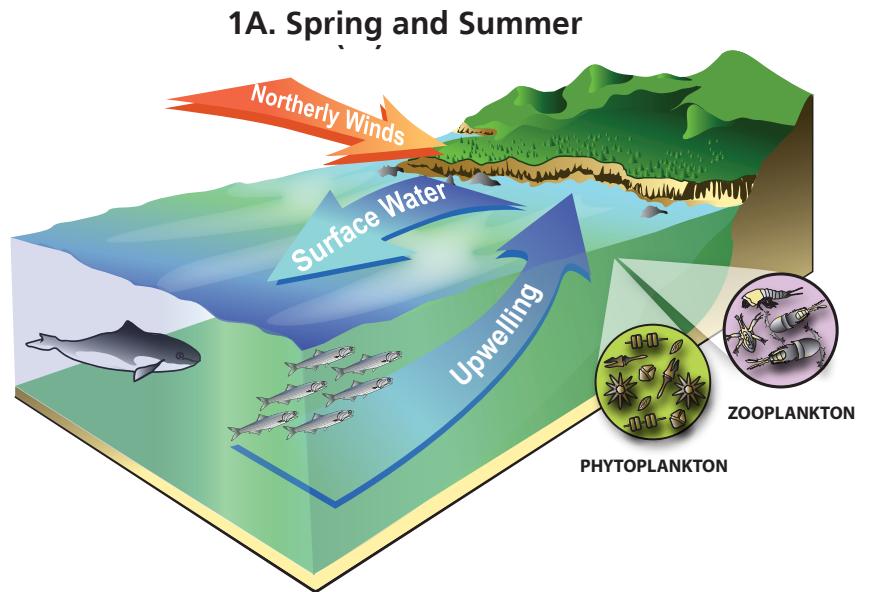 1A. Spring and Summer
Northerly Winds
Surface Water
Upwelling
ZOOPLANKTON
PHYTOPLANKTON